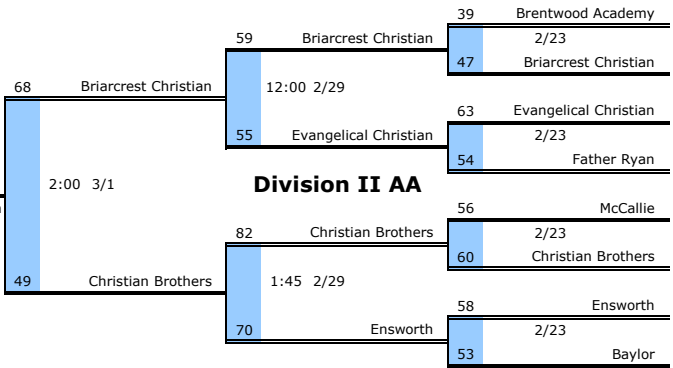 39 Brentwood Academy
59 Briarcrest Christian 2/23
47 Briarcrest Christian
68 Briarcrest Christian 12:00 2/29
63 Evangelical Christian
55 Evangelical Christian 2/23
54 Father Ryan
2:00 3/1 Division II AA
56 McCallie
82 Christian Brothers 2/23
60 Christian Brothers
49 Christian Brothers 1:45 2/29
58 Ensworth
70 Ensworth 2/23
53 Baylor